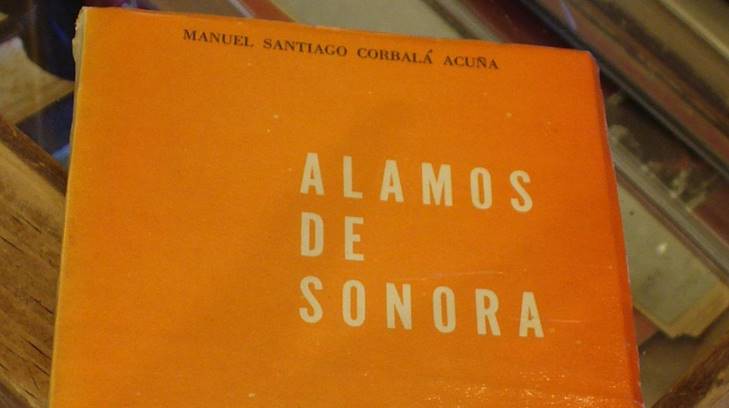 MANUEL SANTIAGO CORBALÁ ACUÑA
ALAMOS
DE
SONORA